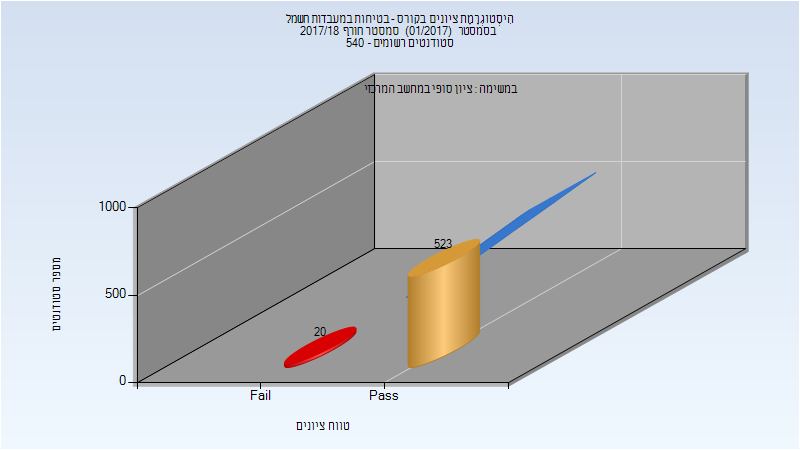 היסטוגרמת ציונים בקורס - בטיחות במעבדות חשמל
בסמסטר (01/2017) סמסטר חורף 2017/18
סטודנטים רשומים - 540
במשימה : ציון סופי במחשב המרכזי
1000
500
0
מספר סטודנטים
20
523
Fail
Pass
טווח ציונים